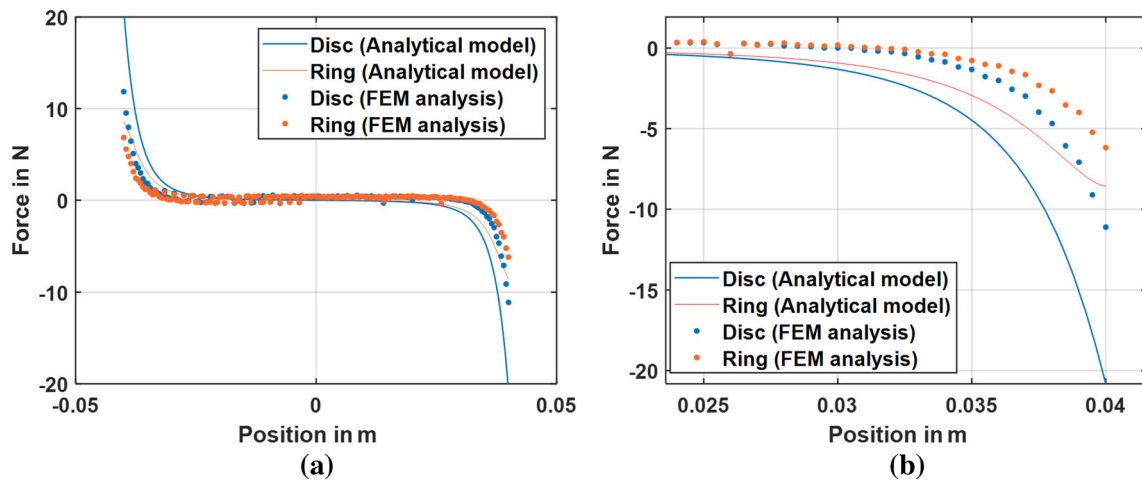 20
10
0
-10
-20
-0.05
0
0.05
Force in N
Position in m
Disc (Analytical model)
Ring (Analytical model)
Disc (FEM analysis)
Ring (FEM analysis)
(a)
0
-5
-10
-15
-20
0.025
0.03
0.035
0.04
Force in N
Position in m
Disc (Analytical model)
Ring (Analytical model)
Disc (FEM analysis)
Ring (FEM analysis)
(b)